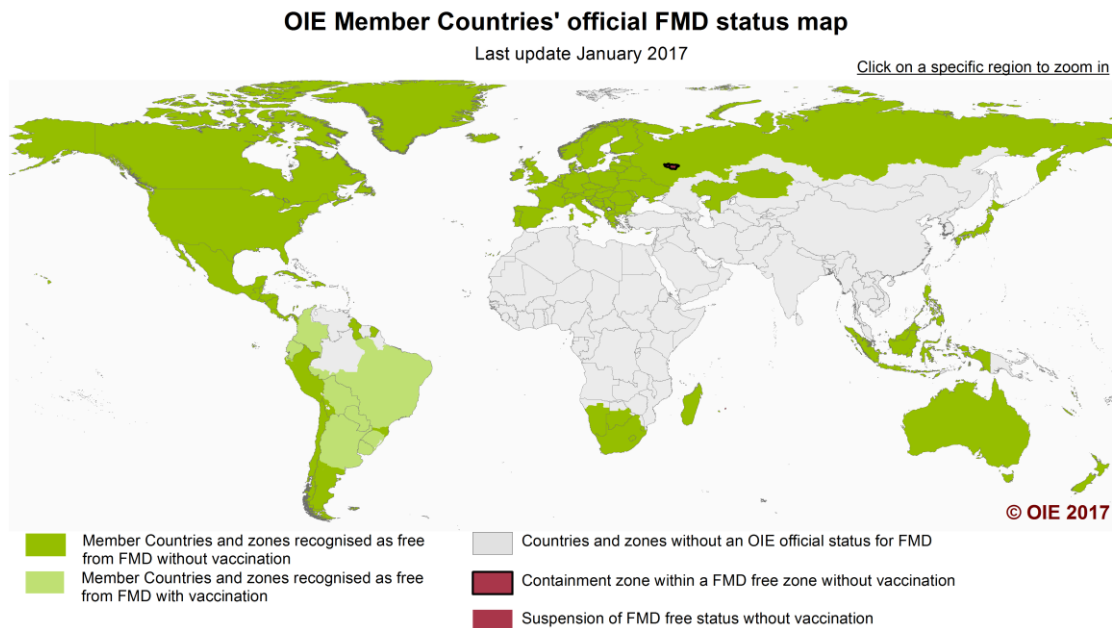 OIE Member Countries' official FMD status map
Last update January 2017
Click on a specific region to zoom in
© OIE 2017
Member Countries and zones recognised as free
from FMD without vaccination
Member Countries and zones recognised as free
from FMD with vaccination
Countries and zones without an OIE official status for FMD
Containment zone within a FMD free zone without vaccination
Suspension of FMD free status wthout vaccination